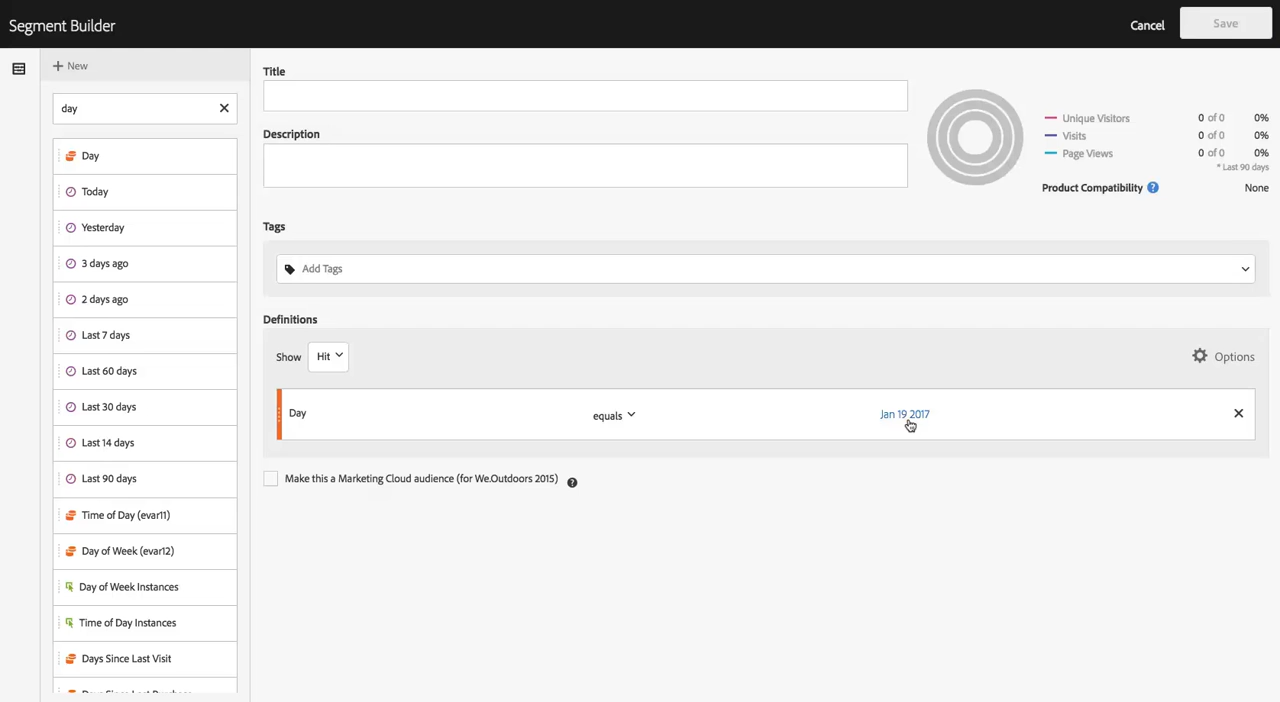 Segment Builder
Cancel
Save
+ New
day
Day
Today
Yesterday
3 days ago
2 days ago
Last 7 days
Last 60 days
Last 30 days
Last 14 days
Last 90 days
Time of Day (evar11)
Day of Week (evar12)
Day of Week Instances
Time of Day Instances
Days Since Last Visit
Days Since Last Purchase
Title
Description
Unique Visitors 0 of 0 0%
Visits 0 of 0 0%
Page Views 0 of 0 0%
* Last 90 days
Product Compatibility ? None
Tags
Add Tags
Definitions
Show Hit
Options
Day equals Jan 19 2017
Make this a Marketing Cloud audience (for We.Outdoors 2015) ?